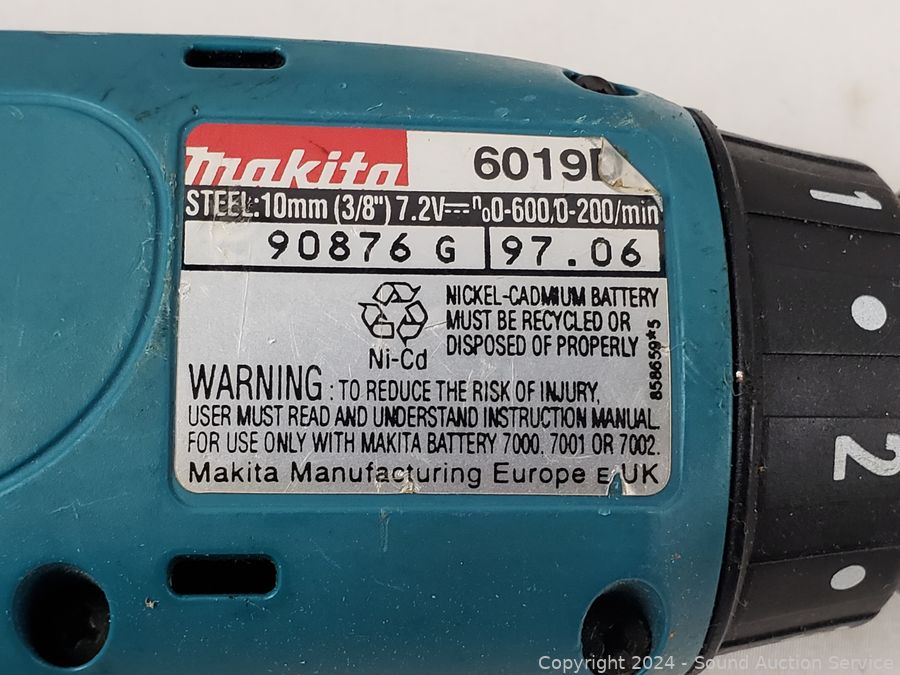 makita 6019D
STEEL:10mm (3/8") 7.2V⎓ n₀0-600,0-200/min
90876 G 97.06
NICKEL-CADMIUM BATTERY
MUST BE RECYCLED OR
DISPOSED OF PROPERLY
Ni-Cd
858659*5
WARNING : TO REDUCE THE RISK OF INJURY,
USER MUST READ AND UNDERSTAND INSTRUCTION MANUAL.
FOR USE ONLY WITH MAKITA BATTERY 7000, 7001 OR 7002.
Makita Manufacturing Europe UK
1
2
Copyright 2024 - Sound Auction Service